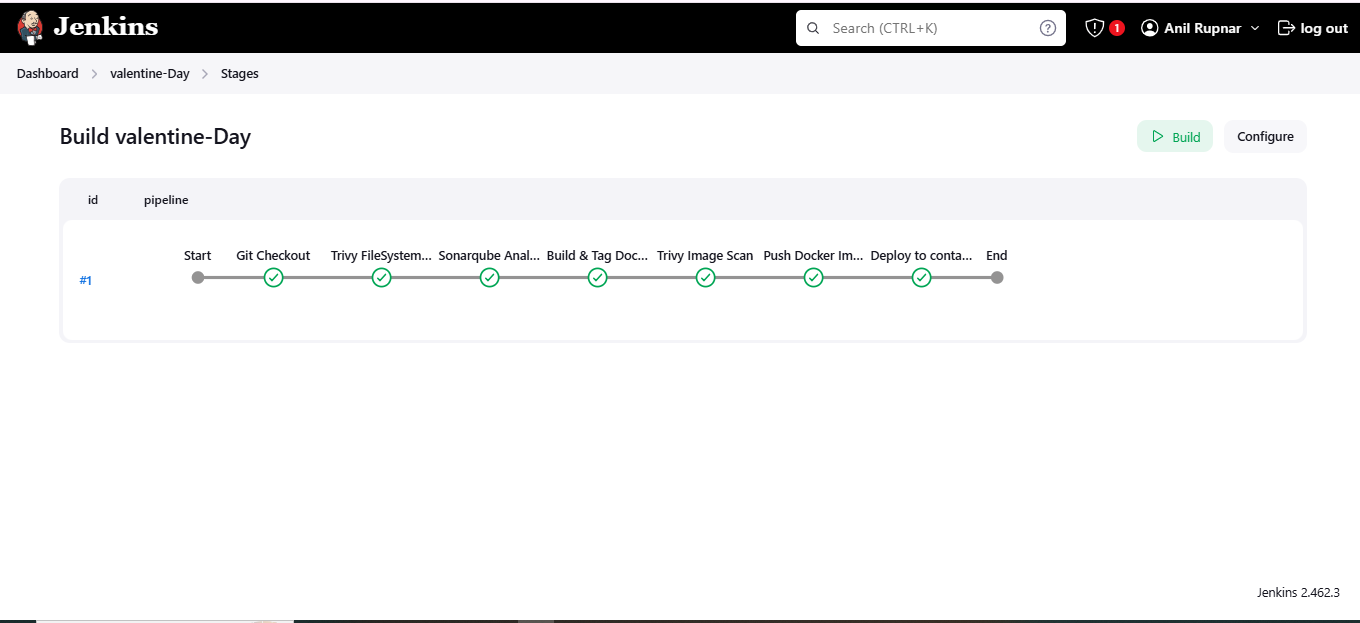 Jenkins
Search (CTRL+K)
1
Anil Rupnar
log out
Dashboard
valentine-Day
Stages
Build valentine-Day
Build
Configure
id
pipeline
Start
Git Checkout
Trivy FileSystem...
Sonarqube Anal...
Build & Tag Doc...
Trivy Image Scan
Push Docker Im...
Deploy to conta...
End
#1
Jenkins 2.462.3